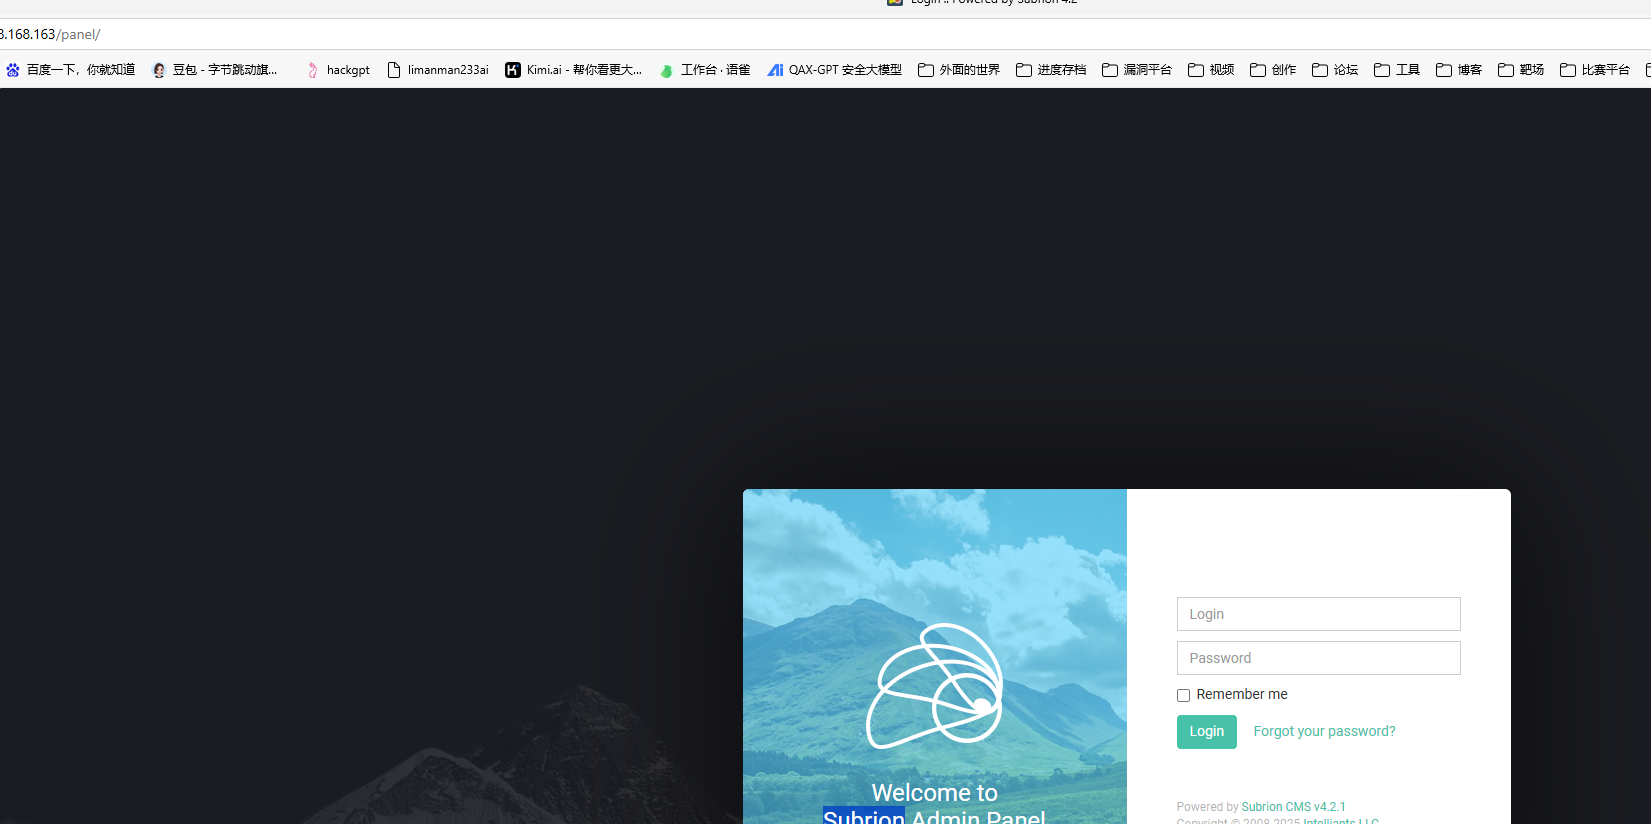 Login :: Powered by Subrion 4.2
8.168.163/panel/
百度一下，你就知道 豆包 - 字节跳动旗... hackgpt limanman233ai Kimi.ai - 帮你看更大... 工作台 · 语雀 QAX-GPT 安全大模型 外面的世界 进度存档 漏洞平台 视频 创作 论坛 工具 博客 靶场 比赛平台
Login
Password
Remember me
Login Forgot your password?
Welcome to
Subrion Admin Panel
Powered by Subrion CMS v4.2.1
Copyright © 2008-2025 Intelliants LLC